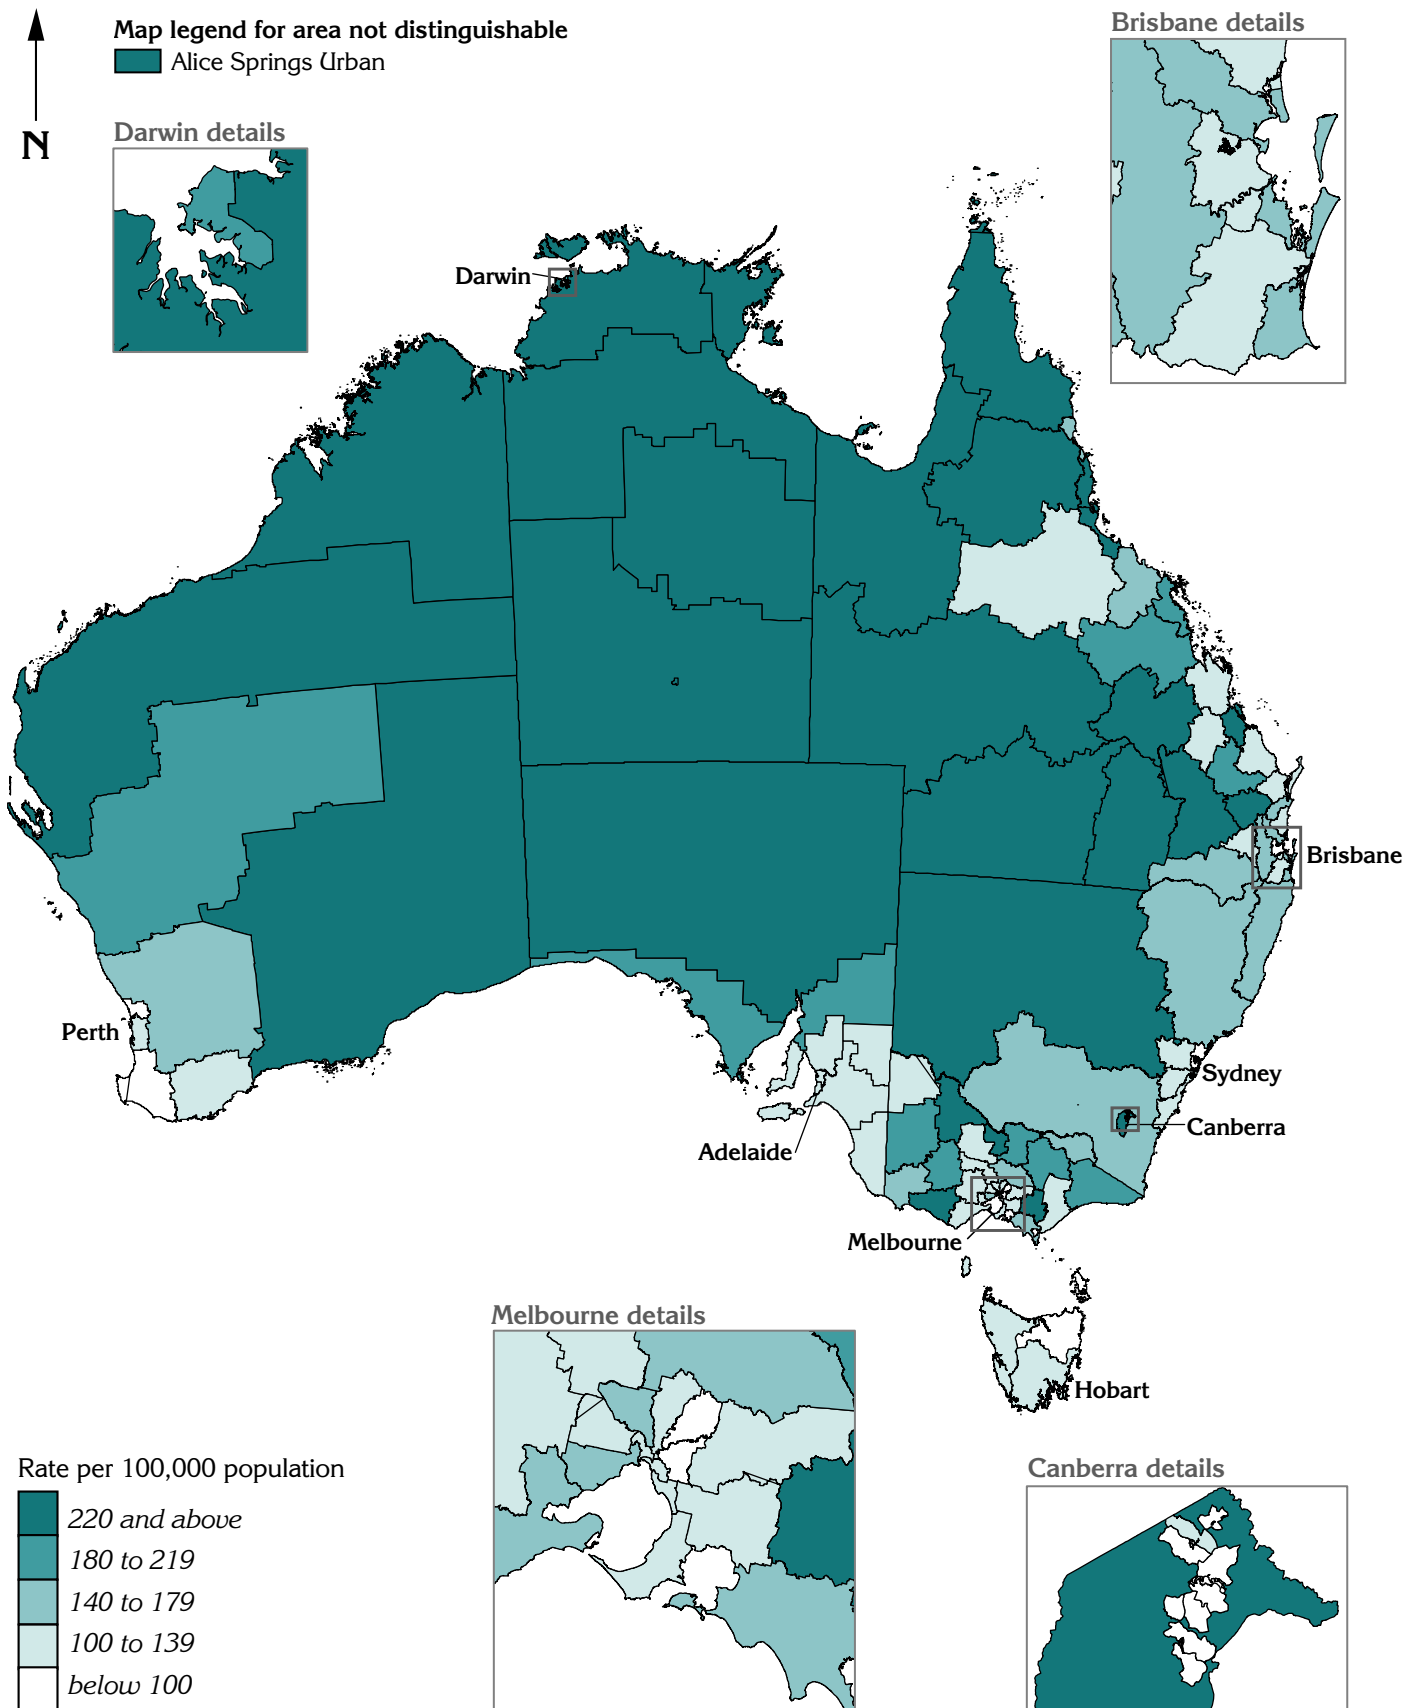 Map legend for area not distinguishable
Alice Springs Urban
N
Brisbane details
Darwin details
Darwin
Brisbane
Perth
Sydney
Canberra
Adelaide
Melbourne
Hobart
Melbourne details
Canberra details
Rate per 100,000 population
220 and above
180 to 219
140 to 179
100 to 139
below 100